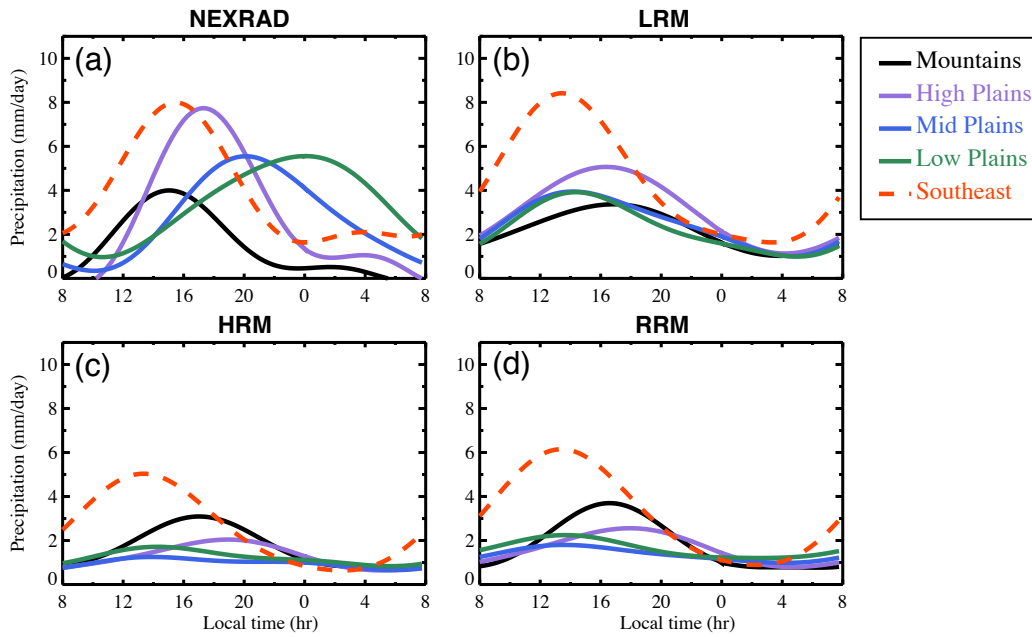 NEXRAD
LRM
(a)
(b)
Precipitation (mm/day)
10
8
6
4
2
0
8 12 16 20 0 4 8
10
8
6
4
2
0
8 12 16 20 0 4 8
Mountains
High Plains
Mid Plains
Low Plains
Southeast
HRM
RRM
(c)
(d)
Precipitation (mm/day)
10
8
6
4
2
0
8 12 16 20 0 4 8
Local time (hr)
10
8
6
4
2
0
8 12 16 20 0 4 8
Local time (hr)